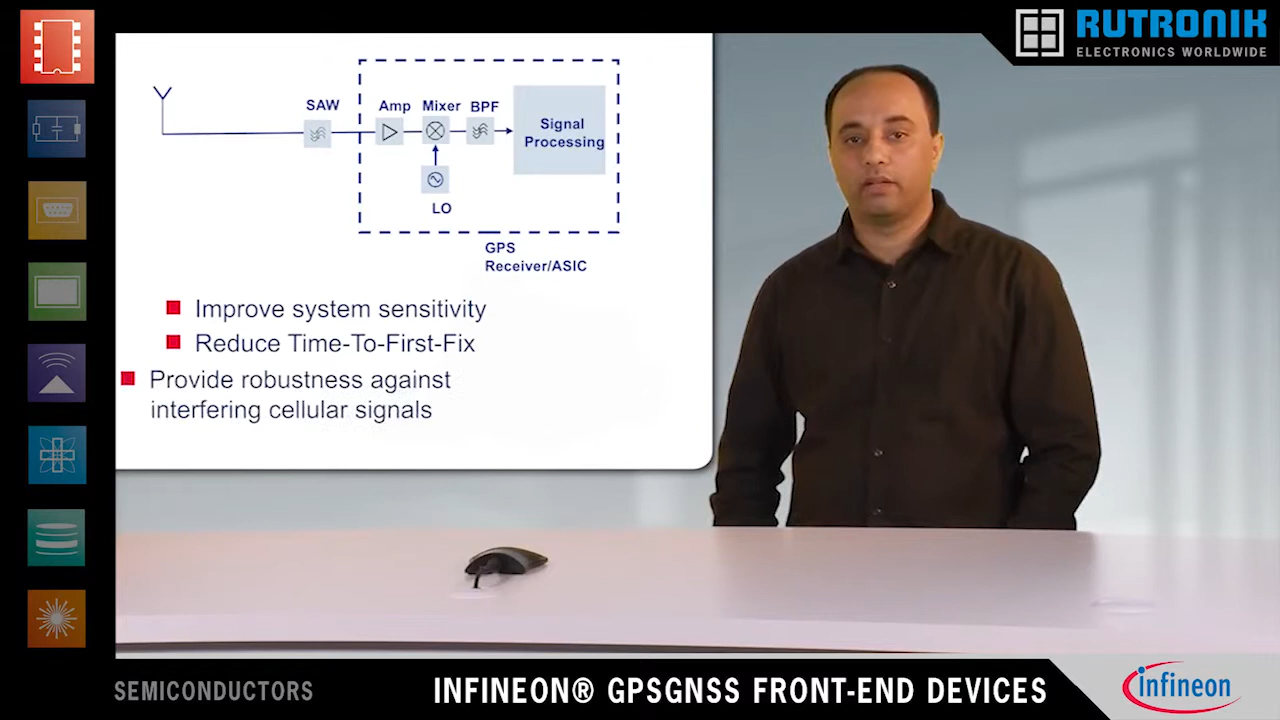 RUTRONIK
ELECTRONICS WORLDWIDE
SAW
Amp Mixer BPF
Signal
Processing
LO
GPS
Receiver/ASIC
Improve system sensitivity
Reduce Time-To-First-Fix
Provide robustness against
interfering cellular signals
SEMICONDUCTORS
INFINEON® GPSGNSS FRONT-END DEVICES
infineon